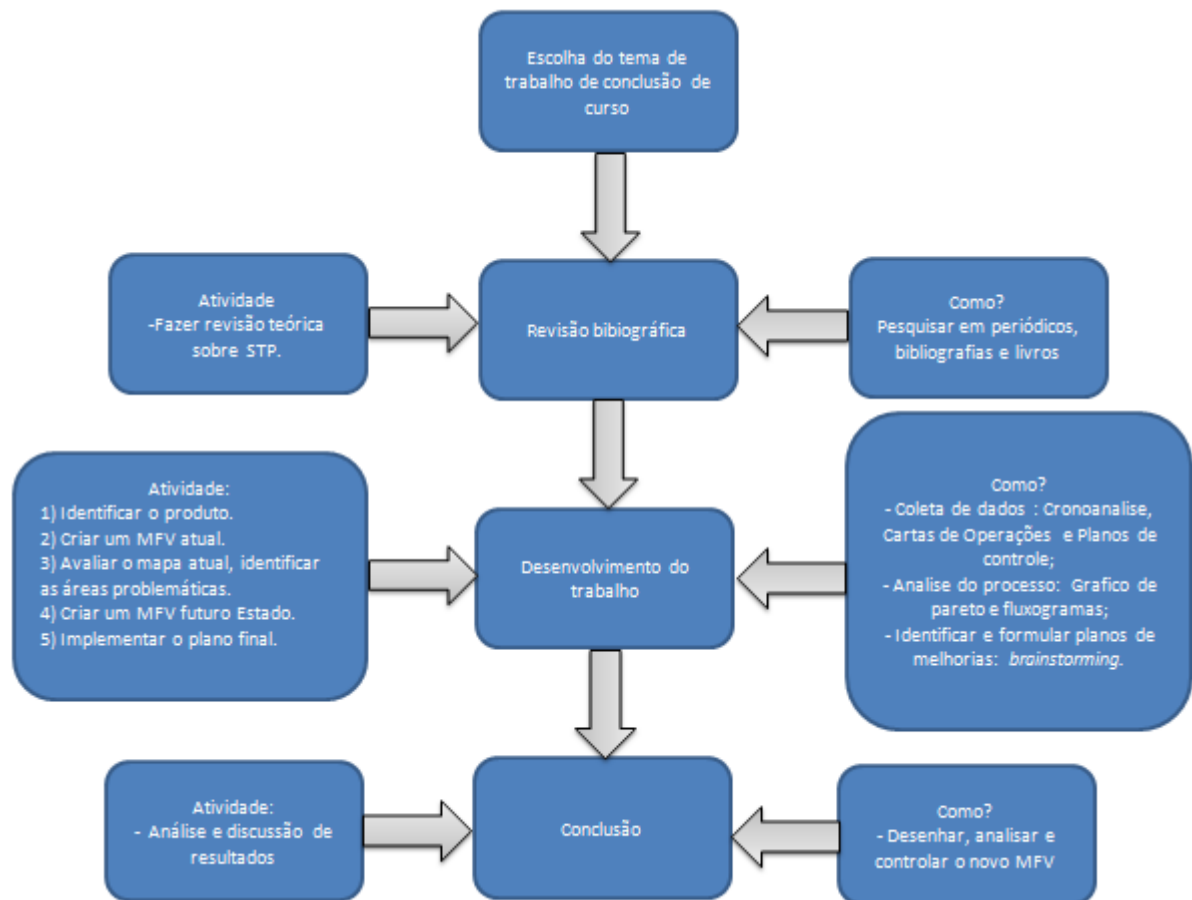 Escolha do tema de
trabalho de conclusão de
curso
Atividade
-Fazer revisão teórica
sobre STP.
Revisão bibiográfica
Como?
Pesquisar em periódicos,
bibliografias e livros
Atividade:
1) Identificar o produto.
2) Criar um MFV atual.
3) Avaliar o mapa atual, identificar
as áreas problemáticas.
4) Criar um MFV futuro Estado.
5) Implementar o plano final.
Desenvolvimento do
trabalho
Como?
- Coleta de dados : Cronoanalise,
Cartas de Operações e Planos de
controle;
- Analise do processo: Grafico de
pareto e fluxogramas;
- Identificar e formular planos de
melhorias: brainstorming.
Atividade:
- Análise e discussão de
resultados
Conclusão
Como?
- Desenhar, analisar e
controlar o novo MFV